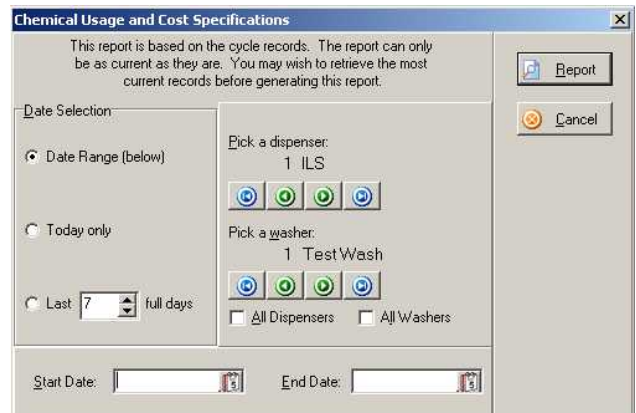 Chemical Usage and Cost Specifications
This report is based on the cycle records. The report can only
be as current as they are. You may wish to retrieve the most
current records before generating this report.
Report
Cancel
Date Selection
Date Range (below)
Today only
Last 7 full days
Pick a dispenser:
1 ILS
Pick a washer:
1 Test Wash
All Dispensers All Washers
Start Date: End Date: